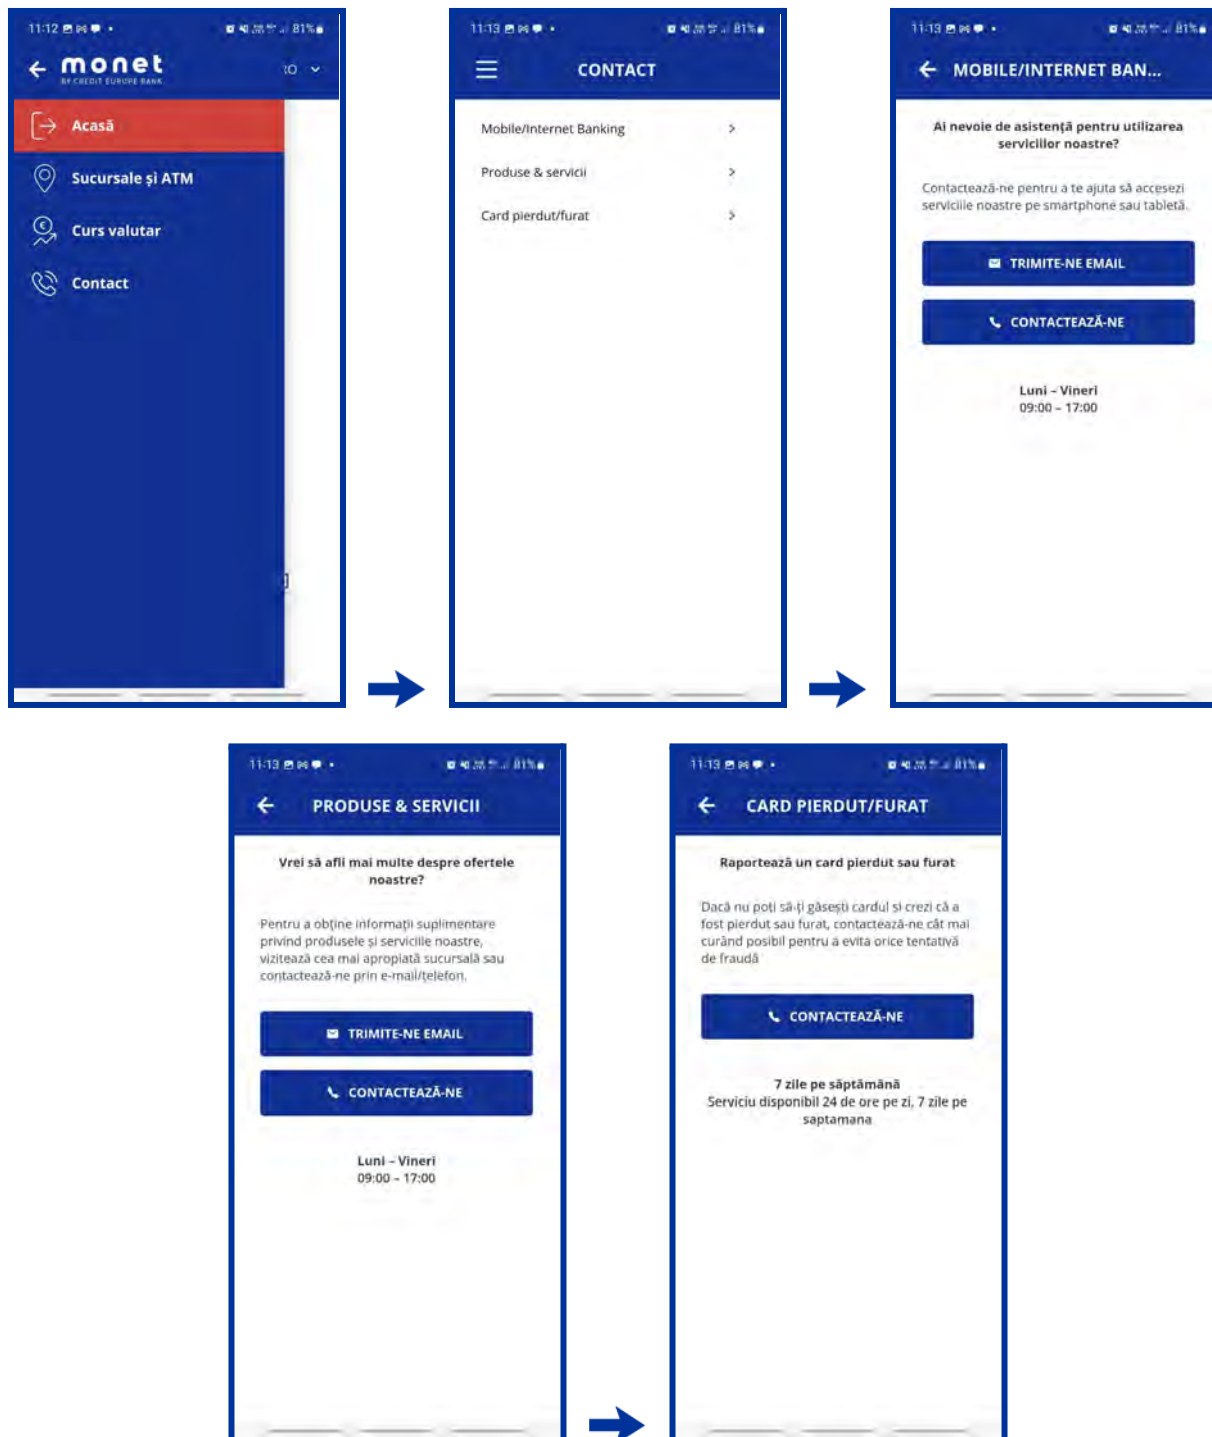 11:12
81%
monet
BY CREDIT EUROPE BANK
RO
Acasă
Sucursale și ATM
Curs valutar
Contact
11:13
81%
CONTACT
Mobile/Internet Banking
Produse & servicii
Card pierdut/furat
11:13
81%
MOBILE/INTERNET BAN...
Ai nevoie de asistență pentru utilizarea
serviciilor noastre?
Contactează-ne pentru a te ajuta să accesezi
serviciile noastre pe smartphone sau tabletă.
TRIMITE-NE EMAIL
CONTACTEAZĂ-NE
Luni – Vineri
09:00 – 17:00
11:13
81%
PRODUSE & SERVICII
Vrei să afli mai multe despre ofertele
noastre?
Pentru a obține informații suplimentare
privind produsele și serviciile noastre,
vizitează cea mai apropiată sucursală sau
contactează-ne prin e-mail/telefon.
TRIMITE-NE EMAIL
CONTACTEAZĂ-NE
Luni – Vineri
09:00 – 17:00
11:13
81%
CARD PIERDUT/FURAT
Raportează un card pierdut sau furat
Dacă nu poți să-ți găsești cardul si crezi că a
fost pierdut sau furat, contactează-ne cât mai
curând posibil pentru a evita orice tentativă
de fraudă
CONTACTEAZĂ-NE
7 zile pe săptămână
Serviciu disponibil 24 de ore pe zi, 7 zile pe
saptamana